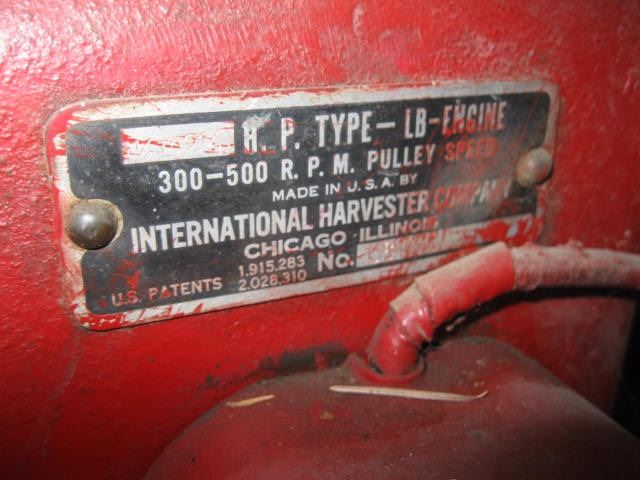 H. P. TYPE – LB – ENGINE
300–500 R. P. M. PULLEY SPEED
MADE IN U. S. A. BY
INTERNATIONAL HARVESTER COMPANY
CHICAGO ILLINOIS
U.S. PATENTS 1.915.283 No.
2.028.310